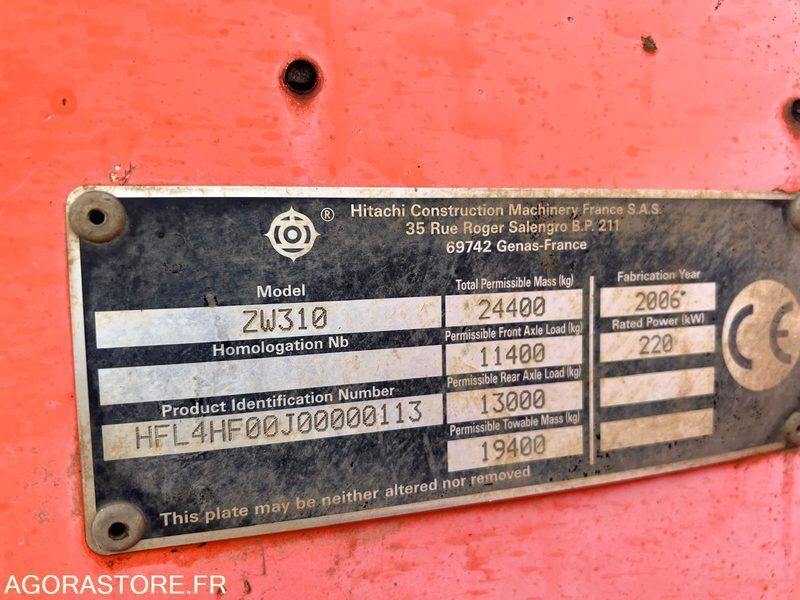 ® Hitachi Construction Machinery France S.A.S.
35 Rue Roger Salengro B.P. 211
69742 Genas-France
Model
ZW310
Homologation Nb
Product Identification Number
HFL4HF00J00000113
Total Permissible Mass (kg)
24400
Permissible Front Axle Load (kg)
11400
Permissible Rear Axle Load (kg)
13000
Permissible Towable Mass (kg)
19400
Fabrication Year
2006
Rated Power (kW)
220
CE
This plate may be neither altered nor removed
AGORASTORE.FR